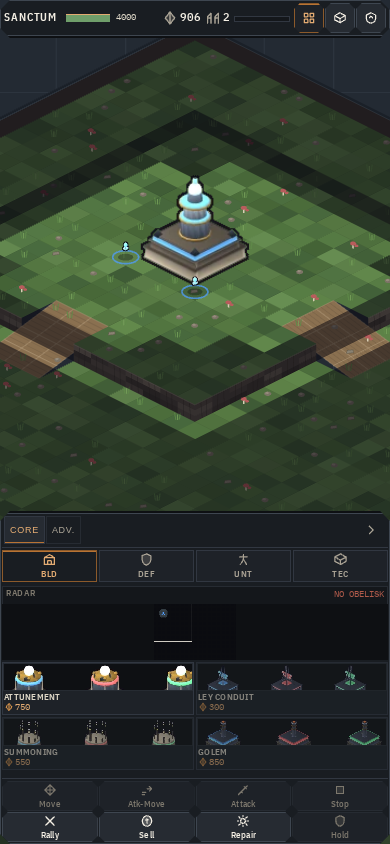 SANCTUM 4000 906 2
CORE ADV.
BLD DEF UNT TEC
RADAR NO OBELISK
ATTUNEMENT LEY CONDUIT
750 300
SUMMONING GOLEM
550 850
Move Atk-Move Attack Stop
Rally Sell Repair Hold